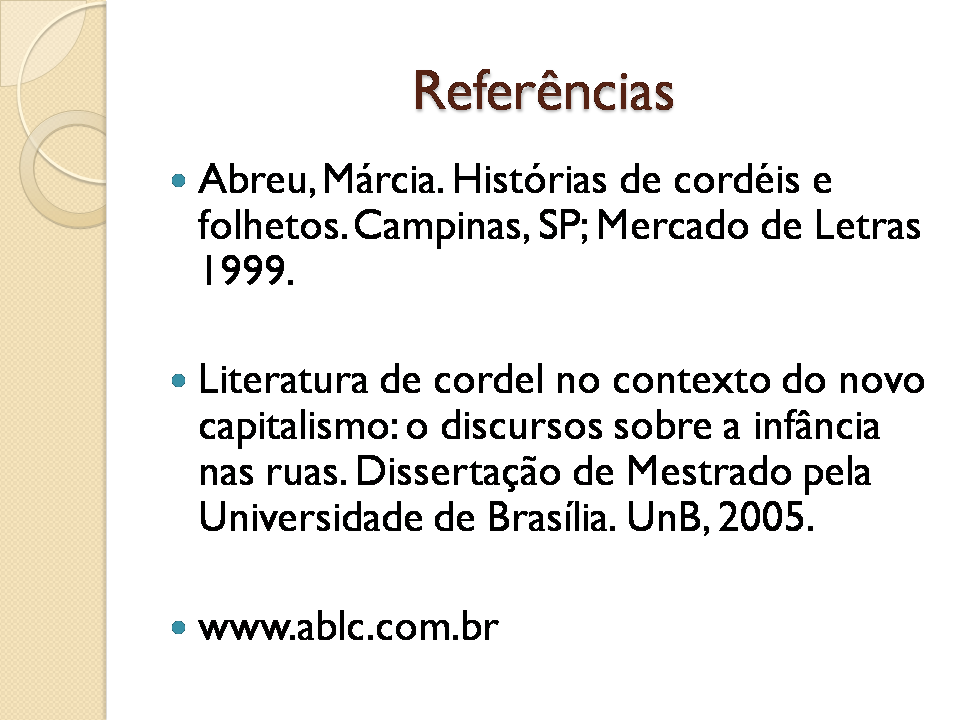 Referências
Abreu, Márcia. Histórias de cordéis e
folhetos. Campinas, SP; Mercado de Letras
1999.
Literatura de cordel no contexto do novo
capitalismo: o discursos sobre a infância
nas ruas. Dissertação de Mestrado pela
Universidade de Brasília. UnB, 2005.
www.ablc.com.br